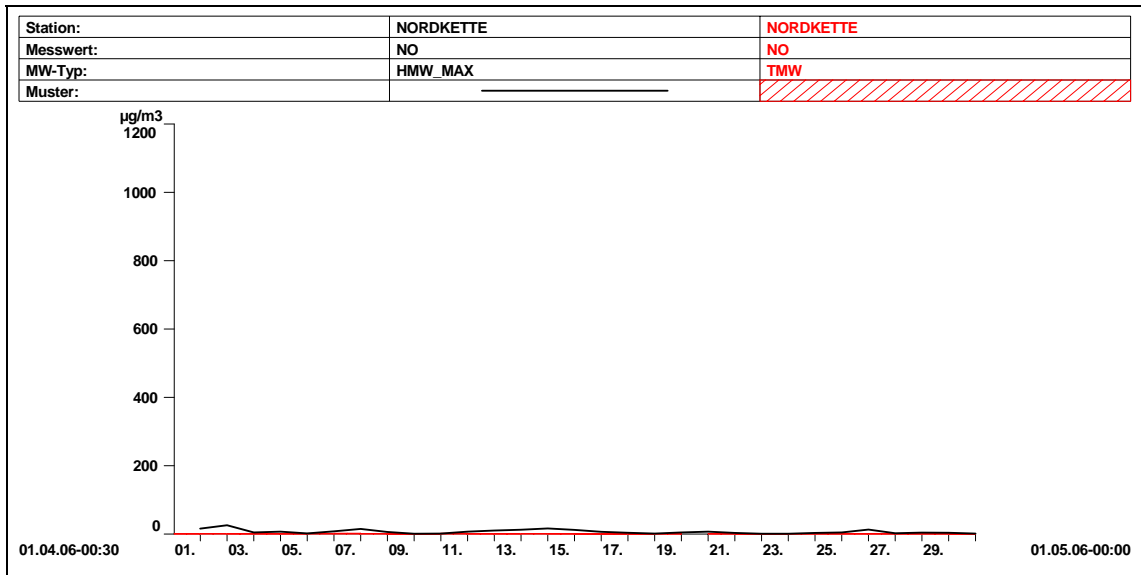 Station: NORDKETTE NORDKETTE
Messwert: NO NO
MW-Typ: HMW_MAX TMW
Muster:
µg/m3
1200
1000
800
600
400
200
0
01.04.06-00:30 01. 03. 05. 07. 09. 11. 13. 15. 17. 19. 21. 23. 25. 27. 29. 01.05.06-00:00